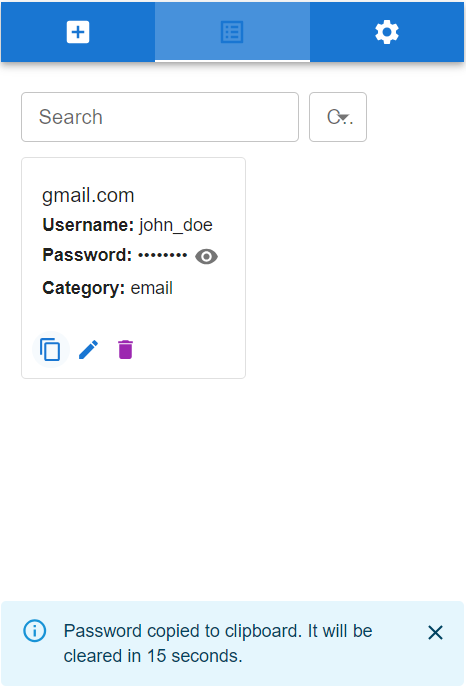 Search
C...
gmail.com
Username: john_doe
Password: ••••••••
Category: email
Password copied to clipboard. It will be
cleared in 15 seconds.